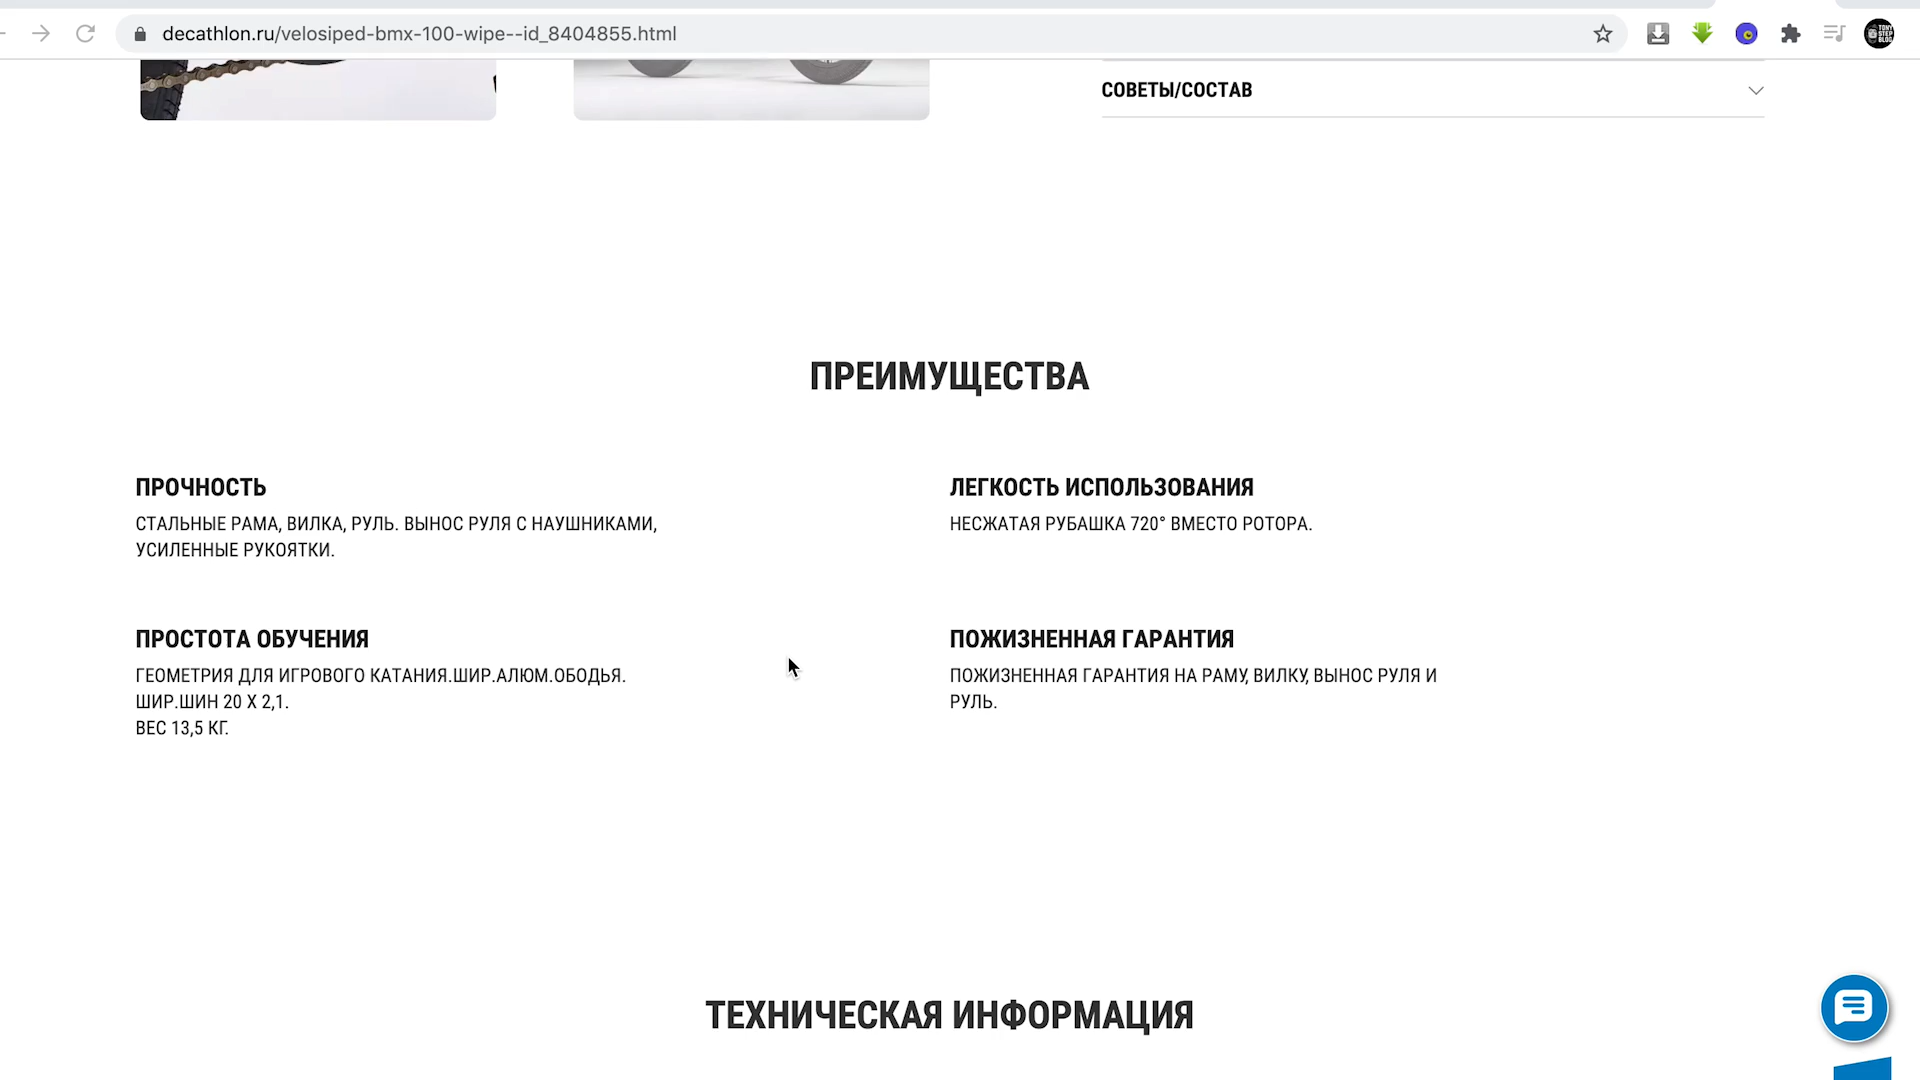 decathlon.ru/velosiped-bmx-100-wipe--id_8404855.html
TONY
STEP
BLOG
СОВЕТЫ/СОСТАВ
ПРЕИМУЩЕСТВА
ПРОЧНОСТЬ
СТАЛЬНЫЕ РАМА, ВИЛКА, РУЛЬ. ВЫНОС РУЛЯ С НАУШНИКАМИ,
УСИЛЕННЫЕ РУКОЯТКИ.
ЛЕГКОСТЬ ИСПОЛЬЗОВАНИЯ
НЕСЖАТАЯ РУБАШКА 720° ВМЕСТО РОТОРА.
ПРОСТОТА ОБУЧЕНИЯ
ГЕОМЕТРИЯ ДЛЯ ИГРОВОГО КАТАНИЯ.ШИР.АЛЮМ.ОБОДЬЯ.
ШИР.ШИН 20 X 2,1.
ВЕС 13,5 КГ.
ПОЖИЗНЕННАЯ ГАРАНТИЯ
ПОЖИЗНЕННАЯ ГАРАНТИЯ НА РАМУ, ВИЛКУ, ВЫНОС РУЛЯ И
РУЛЬ.
ТЕХНИЧЕСКАЯ ИНФОРМАЦИЯ